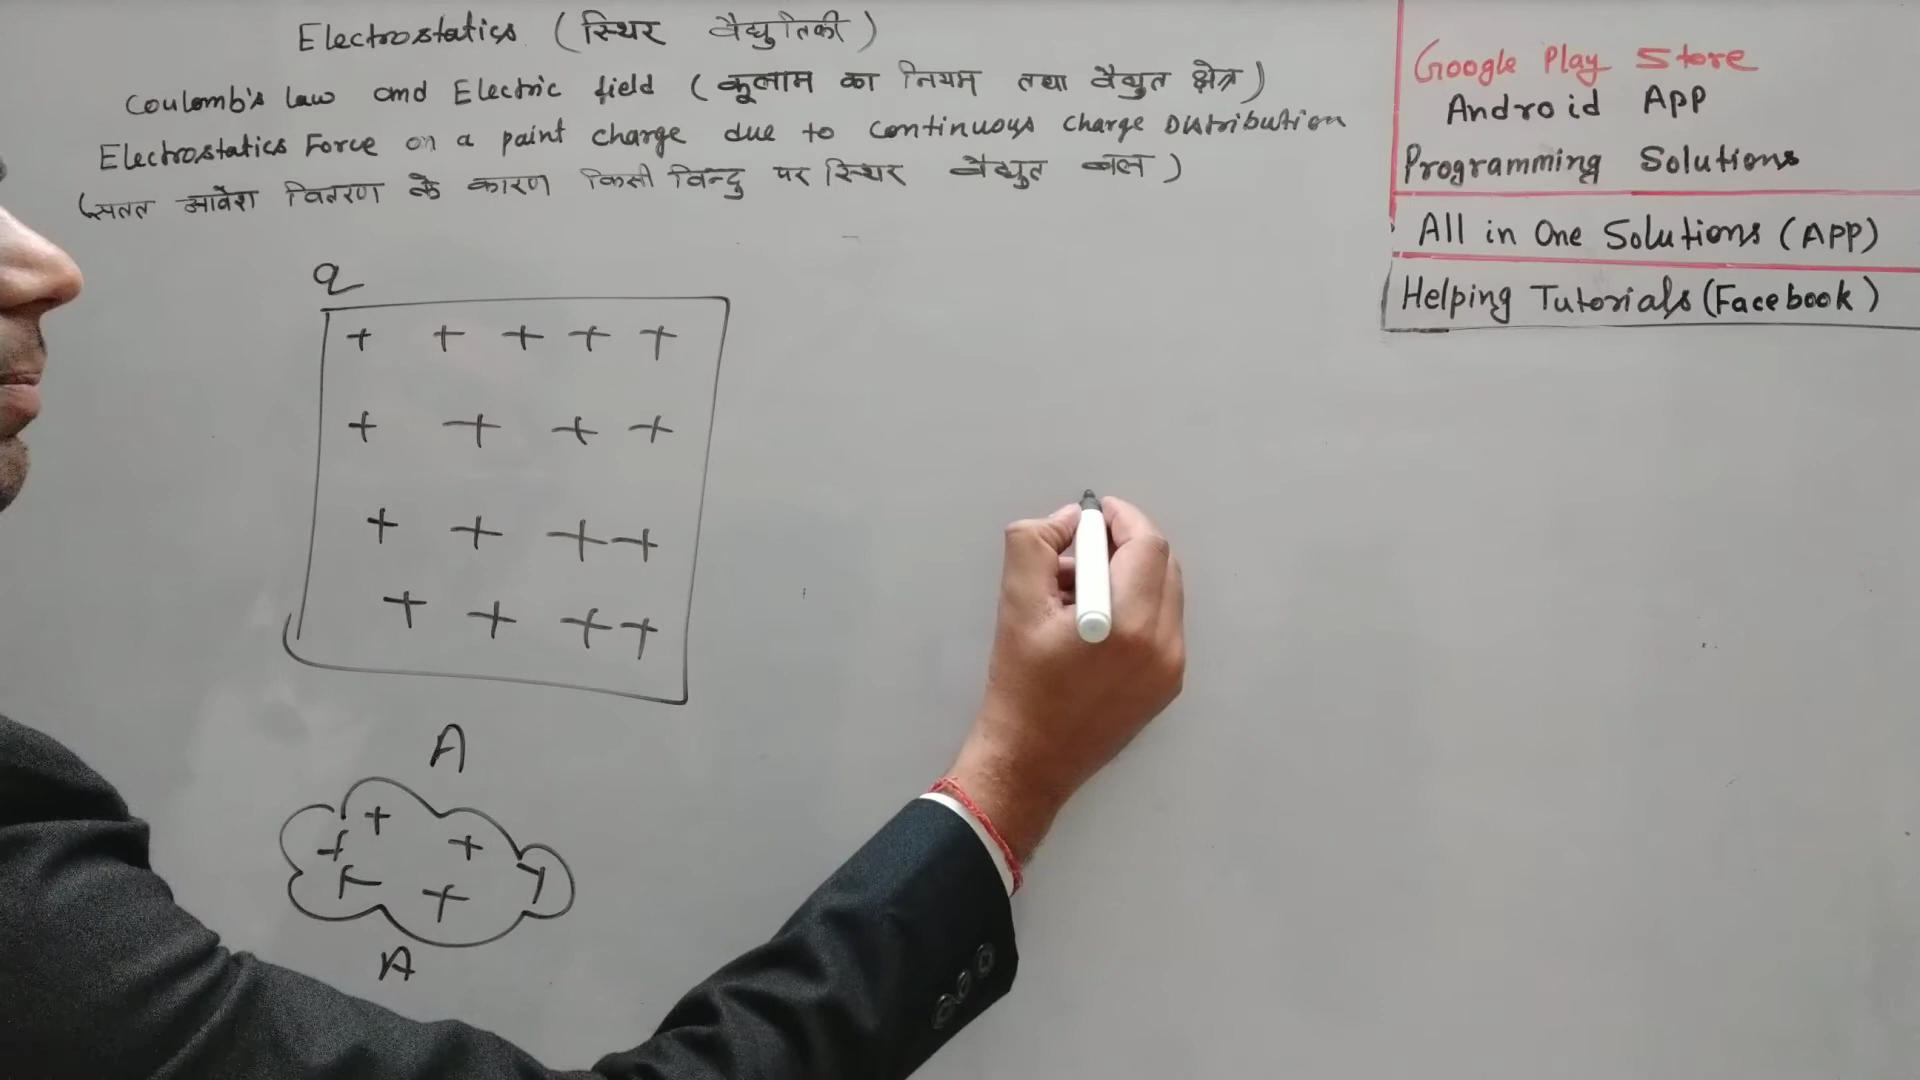 Electrostatics (स्थिर वैद्युतिकी)
Coulomb's law and Electric field (कूलाम का नियम तथा वैद्युत क्षेत्र)
Electrostatics Force on a paint charge due to continuous charge Distribution
(सतत आवेश वितरण के कारण किसी विन्दु पर स्थिर वैद्युत बल)
Google Play Store
Android App
Programming Solutions
All in One Solutions (APP)
Helping Tutorials (Facebook)
q
+ + + + +
+ + + +
+ + + +
+ + + +
A
+ +
+ +
+
A